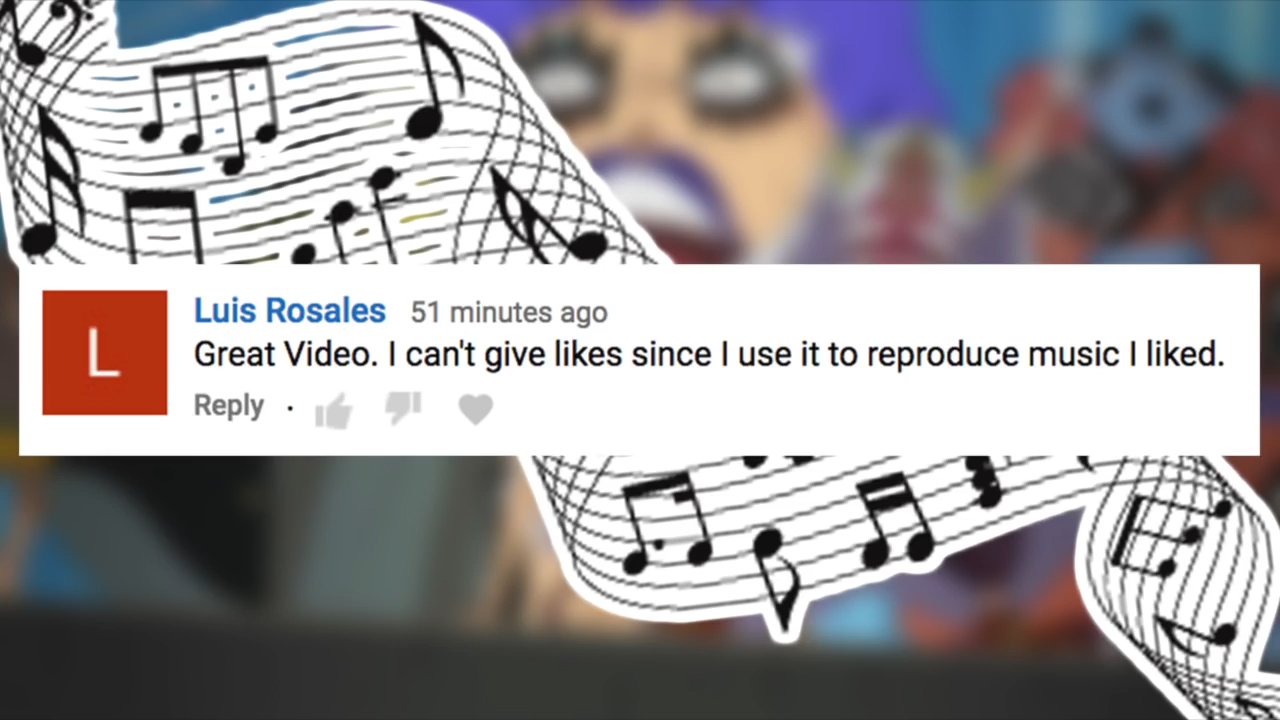 L
Luis Rosales 51 minutes ago
Great Video. I can't give likes since I use it to reproduce music I liked.
Reply ·